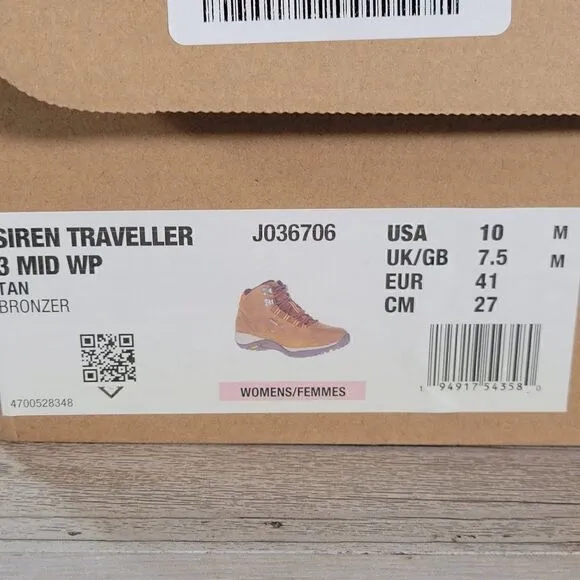 SIREN TRAVELLER
3 MID WP
TAN
BRONZER
J036706
USA 10 M
UK/GB 7.5 M
EUR 41
CM 27
WOMENS/FEMMES
4700528348
1 94917 54358 0